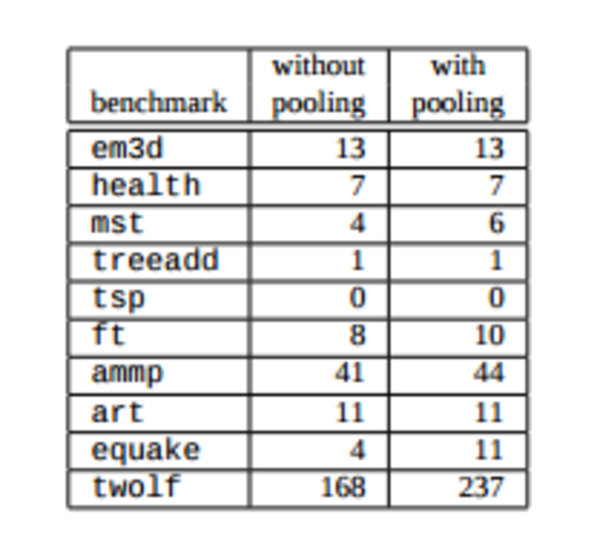 without with
benchmark pooling pooling
em3d 13 13
health 7 7
mst 4 6
treeadd 1 1
tsp 0 0
ft 8 10
ammp 41 44
art 11 11
equake 4 11
twolf 168 237